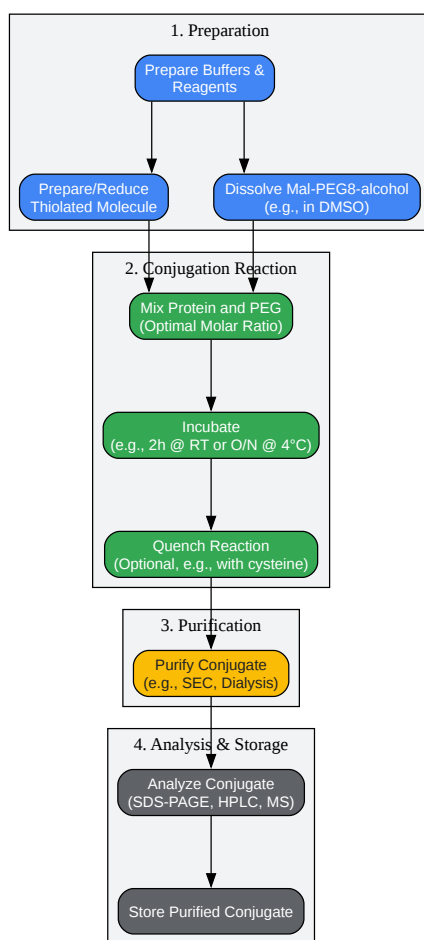 1. Preparation
Prepare Buffers &
Reagents
Prepare/Reduce
Thiolated Molecule
Dissolve Mal-PEG8-alcohol
(e.g., in DMSO)
2. Conjugation Reaction
Mix Protein and PEG
(Optimal Molar Ratio)
Incubate
(e.g., 2h @ RT or O/N @ 4°C)
Quench Reaction
(Optional, e.g., with cysteine)
3. Purification
Purify Conjugate
(e.g., SEC, Dialysis)
4. Analysis & Storage
Analyze Conjugate
(SDS-PAGE, HPLC, MS)
Store Purified Conjugate